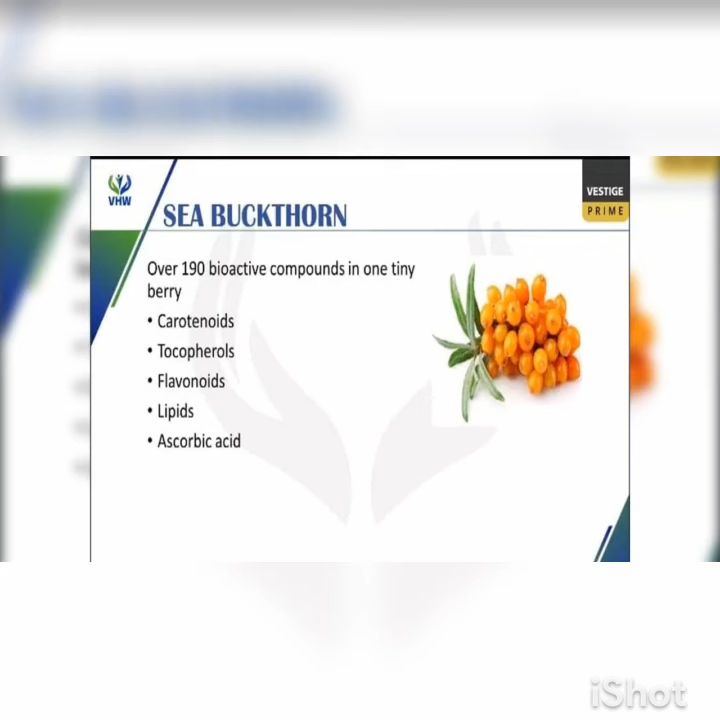 VHW
VESTIGE
PRIME
SEA BUCKTHORN
Over 190 bioactive compounds in one tiny
berry
• Carotenoids
• Tocopherols
• Flavonoids
• Lipids
• Ascorbic acid
iShot